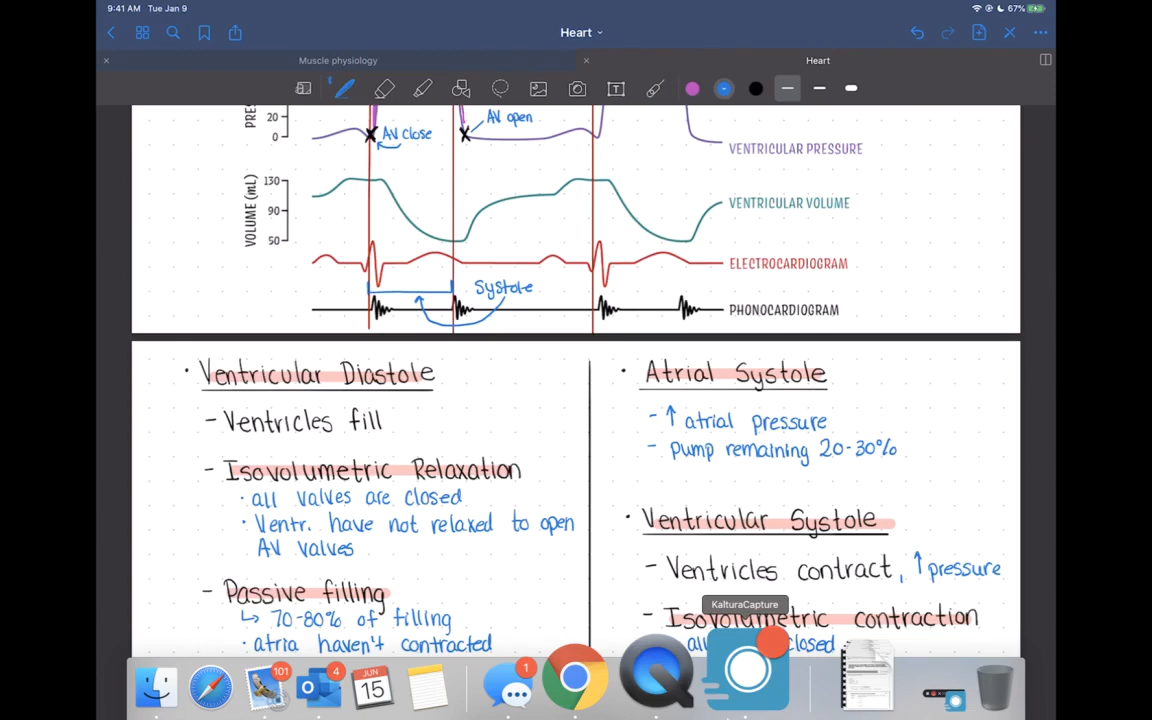 9:41 AM Tue Jan 9
67%
Heart
Muscle physiology
Heart
T
20
0
AV close
AV open
VENTRICULAR PRESSURE
VOLUME (mL)
130
90
50
VENTRICULAR VOLUME
ELECTROCARDIOGRAM
Systole
PHONOCARDIOGRAM
· Ventricular Diastole
- Ventricles fill
- Isovolumetric Relaxation
· all valves are closed
· Ventr. have not relaxed to open
AV valves
- Passive filling
↳ 70-80% of filling
· atria haven't contracted
· Atrial Systole
- ↑ atrial pressure
- pump remaining 20-30%
· Ventricular Systole
- Ventricles contract, ↑ pressure
KalturaCapture
- Isovolumetric contraction
closed
101
4
JUN
15
1